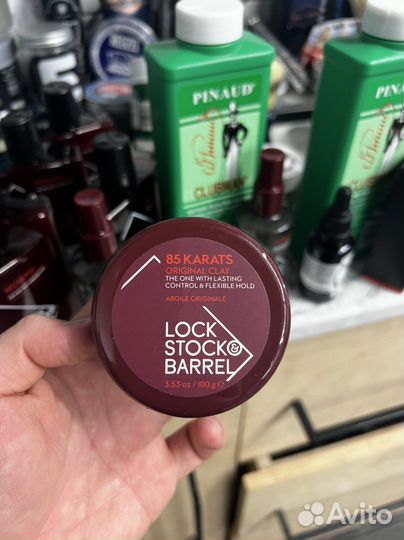 PINAUD
PINAUD
CLUBMAN
85 KARATS
ORIGINAL CLAY
THE ONE WITH LASTING
CONTROL & FLEXIBLE HOLD
ARGILE ORIGINALE
LOCK
STOCK &
BARREL
3.53 oz / 100 g ℮
Avito